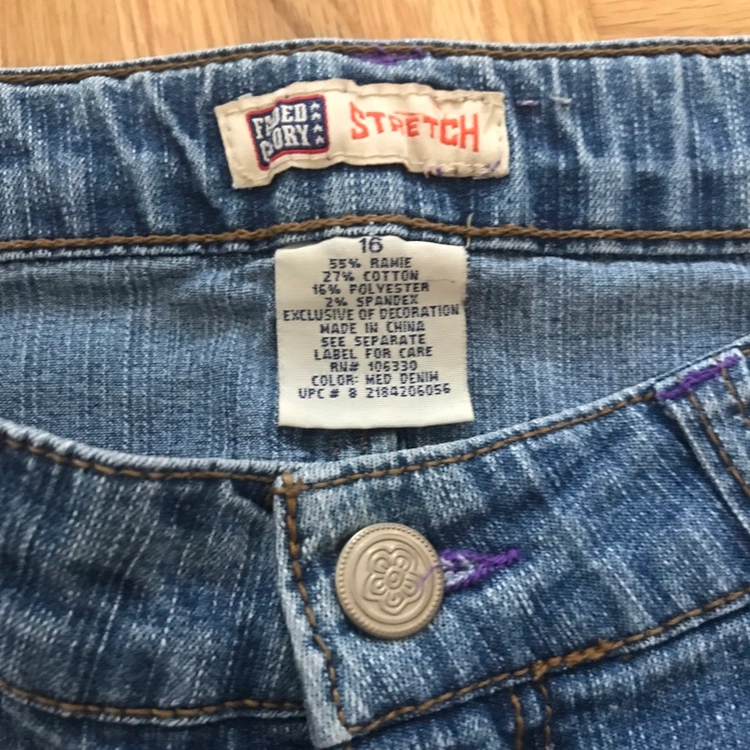 FADED
GLORY
STRETCH
16
55% RAMIE
27% COTTON
16% POLYESTER
2% SPANDEX
EXCLUSIVE OF DECORATION
MADE IN CHINA
SEE SEPARATE
LABEL FOR CARE
RN# 106330
COLOR: MED DENIM
UPC # 8 2184206056